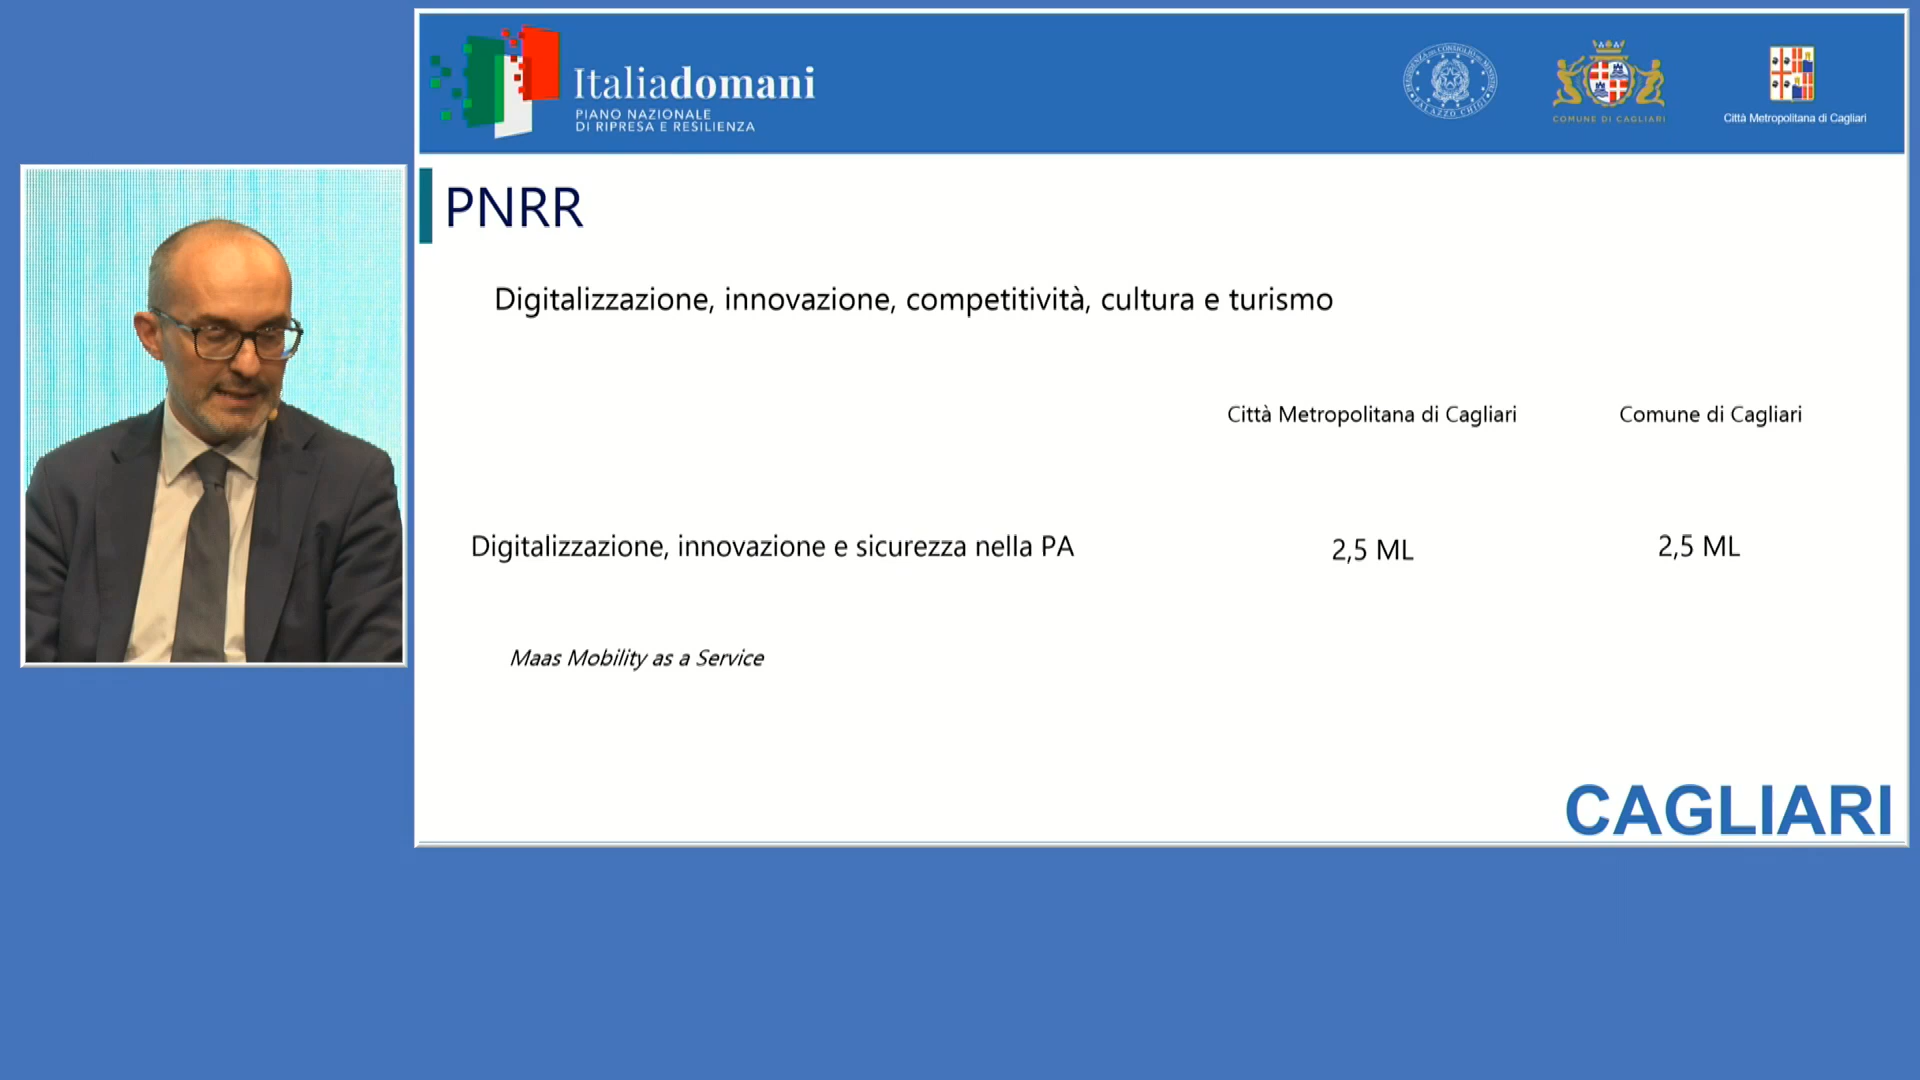 Italiadomani
PIANO NAZIONALE
DI RIPRESA E RESILIENZA
PALAZZO CHIGI
COMUNE DI CAGLIARI
Città Metropolitana di Cagliari
PNRR
Digitalizzazione, innovazione, competitività, cultura e turismo
Città Metropolitana di Cagliari
Comune di Cagliari
Digitalizzazione, innovazione e sicurezza nella PA
2,5 ML
2,5 ML
Maas Mobility as a Service
CAGLIARI